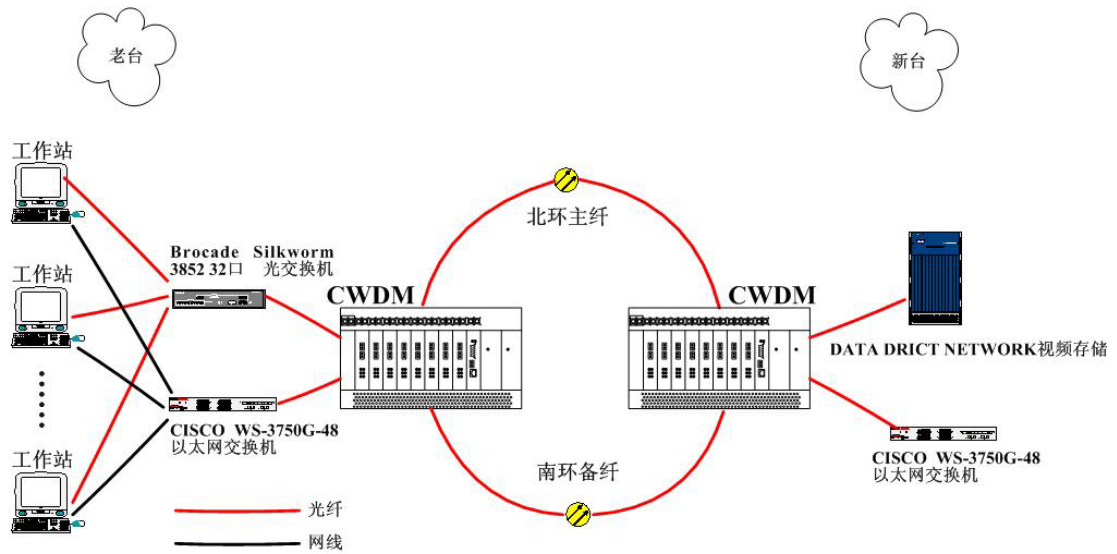 老台
新台
工作站
北环主纤
Brocade Silkworm
3852 32口 光交换机
工作站
CWDM
CWDM
DATA DRICT NETWORK视频存储
CISCO WS-3750G-48
以太网交换机
CISCO WS-3750G-48
以太网交换机
工作站
南环备纤
光纤
网线